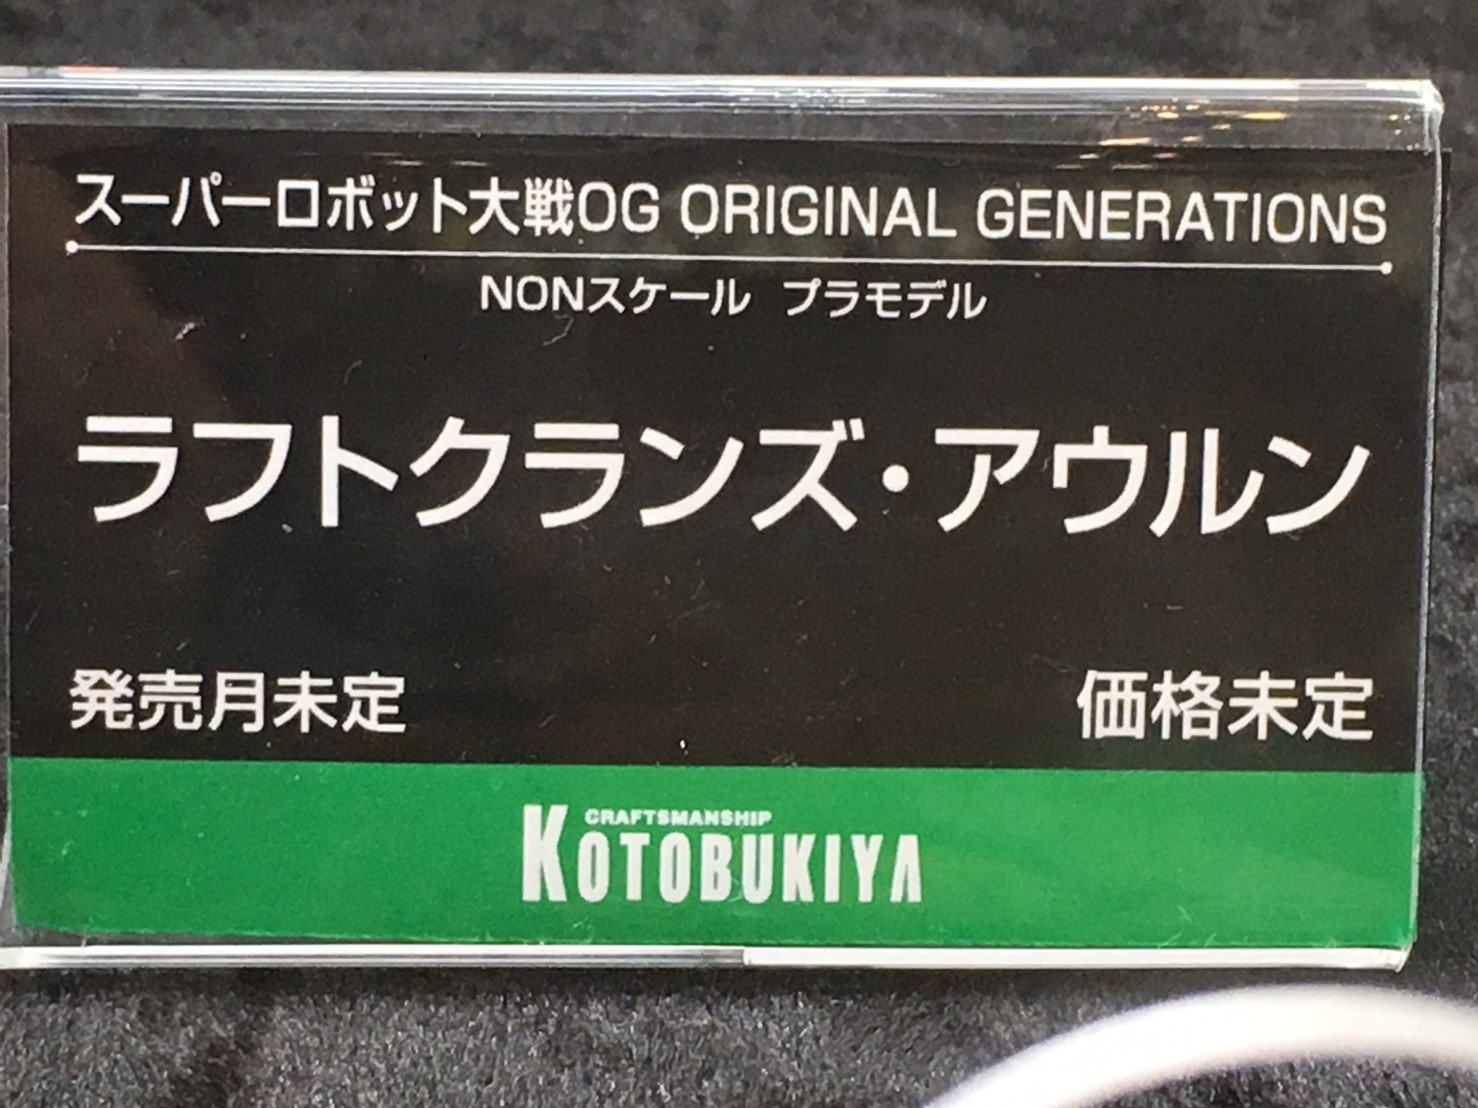 スーパーロボット大戦OG ORIGINAL GENERATIONS
NONスケール プラモデル
ラフトクランズ・アウルン
発売月未定
価格未定
CRAFTSMANSHIP
KOTOBUKIYA